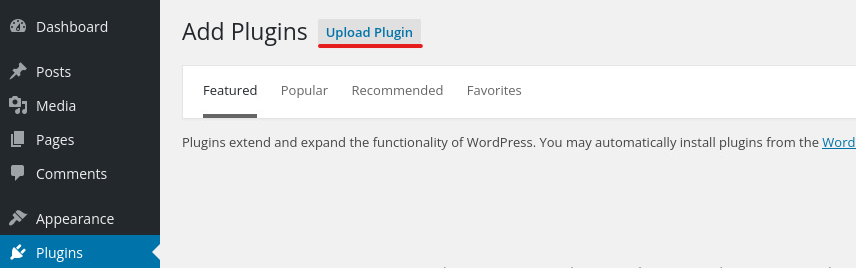 Dashboard
Posts
Media
Pages
Comments
Appearance
Plugins
Add Plugins Upload Plugin
Featured Popular Recommended Favorites
Plugins extend and expand the functionality of WordPress. You may automatically install plugins from the Word